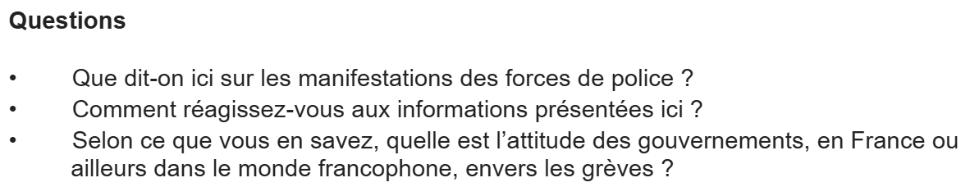 Questions
• Que dit-on ici sur les manifestations des forces de police ?
• Comment réagissez-vous aux informations présentées ici ?
• Selon ce que vous en savez, quelle est l’attitude des gouvernements, en France ou
ailleurs dans le monde francophone, envers les grèves ?